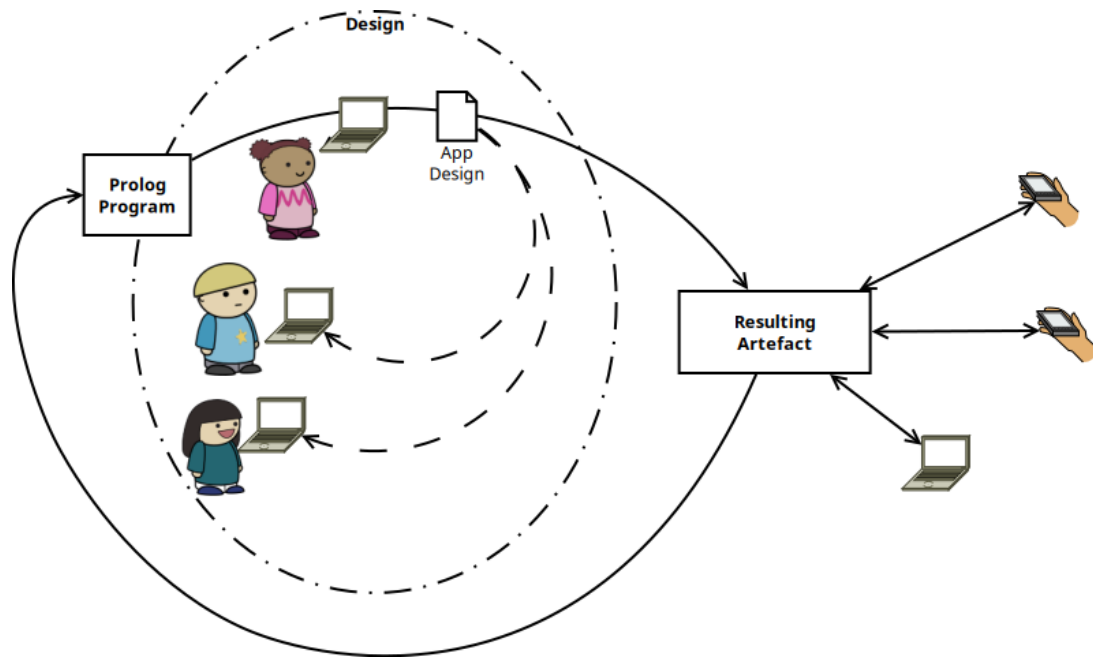 Design
App
Design
Prolog
Program
Resulting
Artefact